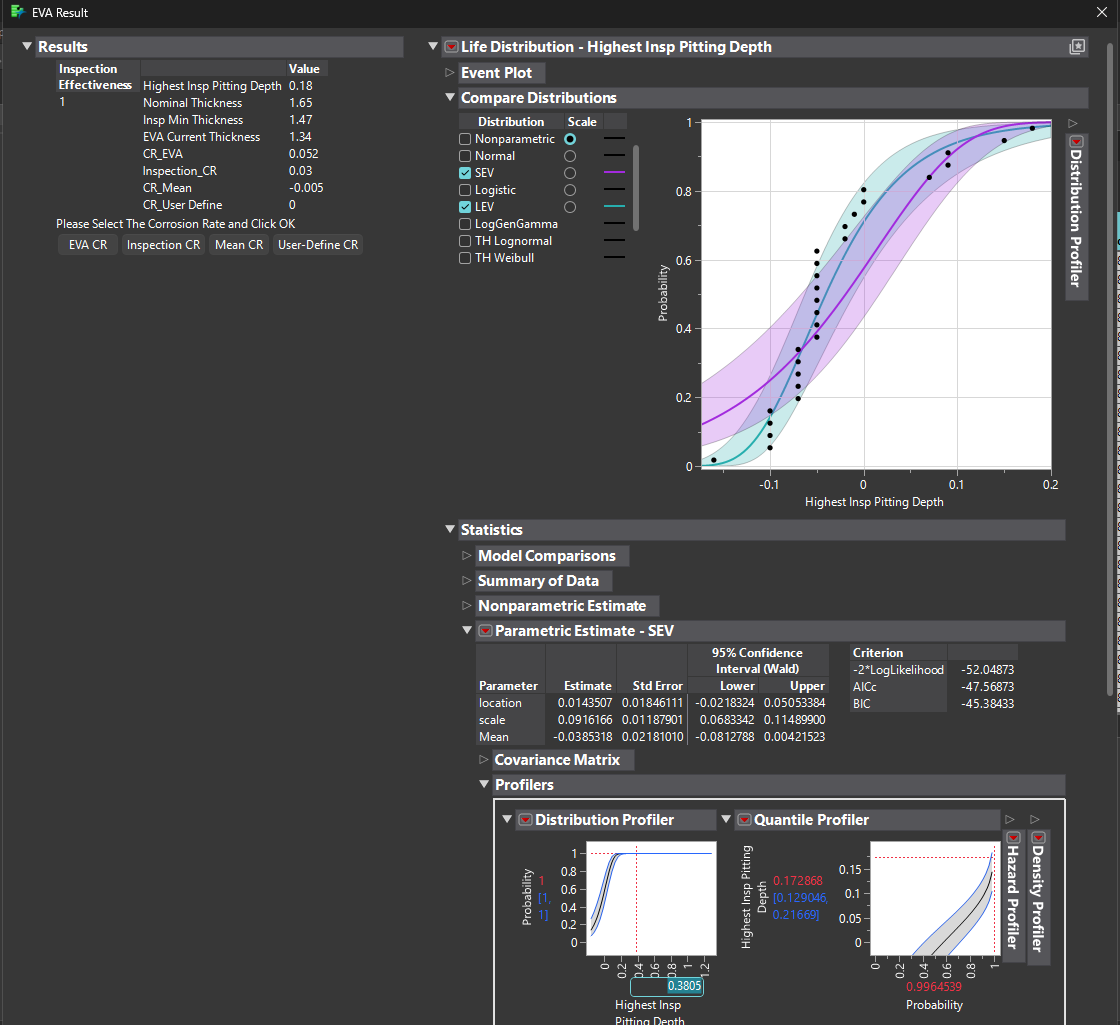 EVA Result
Results
Inspection Effectiveness Value
1
Highest Insp Pitting Depth 0.18
Nominal Thickness 1.65
Insp Min Thickness 1.47
EVA Current Thickness 1.34
CR_EVA 0.052
Inspection_CR 0.03
CR_Mean -0.005
CR_User Define 0
Please Select The Corrosion Rate and Click OK
EVA CR Inspection CR Mean CR User-Define CR
Life Distribution - Highest Insp Pitting Depth
Event Plot
Compare Distributions
Distribution Scale
Nonparametric
Normal
SEV
Logistic
LEV
LogGenGamma
TH Lognormal
TH Weibull
Probability
1
0.8
0.6
0.4
0.2
0
-0.1 0 0.1 0.2
Highest Insp Pitting Depth
Distribution Profiler
Statistics
Model Comparisons
Summary of Data
Nonparametric Estimate
Parametric Estimate - SEV
95% Confidence
Interval (Wald)
Parameter Estimate Std Error Lower Upper
location 0.0143507 0.01846111 -0.0218324 0.05053384
scale 0.0916166 0.01187901 0.0683342 0.11489900
Mean -0.0385318 0.02181010 -0.0812788 0.00421523
Criterion
-2*LogLikelihood -52.04873
AICc -47.56873
BIC -45.38433
Covariance Matrix
Profilers
Distribution Profiler
Probability
1
[1,
1]
1
0.8
0.6
0.4
0.2
0
0 0.2 0.4 0.6 0.8 1 1.2
0.3805
Highest Insp
Pitting Depth
Quantile Profiler
Highest Insp Pitting
Depth
0.172868
[0.129046,
0.21669]
0.15
0.1
0.05
0
0 0.2 0.4 0.6 0.8 1
0.9964539
Probability
Hazard Profiler
Density Profiler